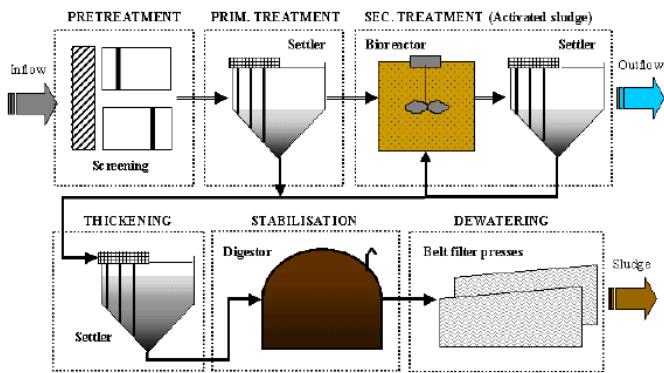 PRETREATMENT
PRIM. TREATMENT
SEC. TREATMENT (Activated sludge)
Settler
Bioreactor
Settler
Inflow
Outflow
Screening
THICKENING
STABILISATION
DEWATERING
Digestor
Belt filter presses
Sludge
Settler